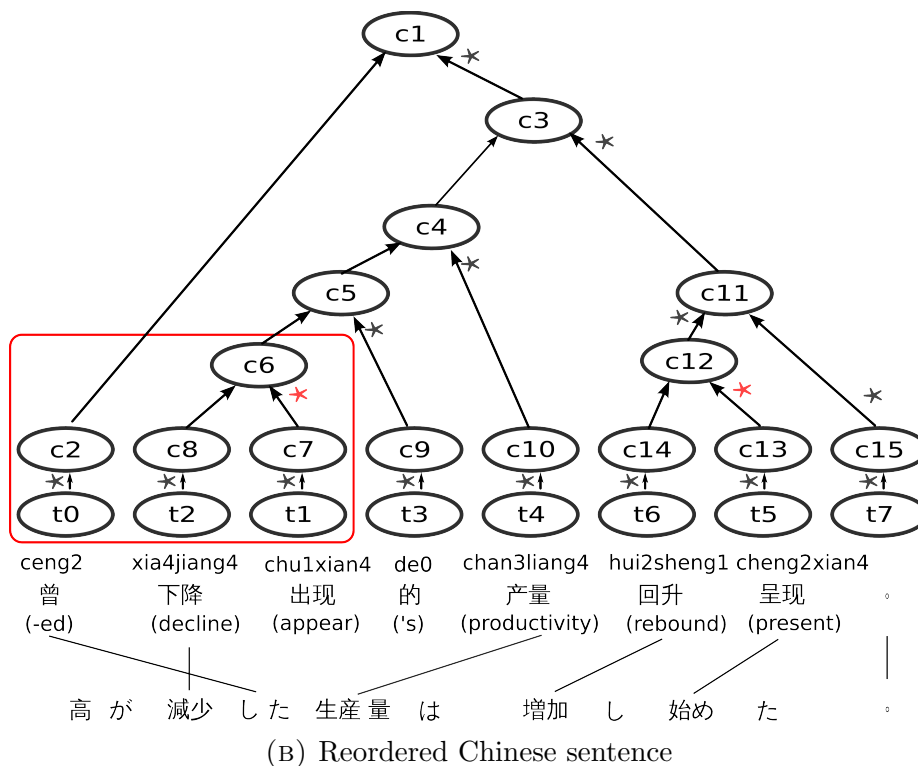 c1
c3
c4
c5 c11
c6 c12
c2 c8 c7 c9 c10 c14 c13 c15
t0 t2 t1 t3 t4 t6 t5 t7
ceng2 xia4jiang4 chu1xian4 de0 chan3liang4 hui2sheng1 cheng2xian4
曾 下降 出现 的 产量 回升 呈现 。
(-ed) (decline) (appear) ('s) (productivity) (rebound) (present)
高 が 減少 し た 生産 量 は 増加 し 始め た 。
(B) Reordered Chinese sentence